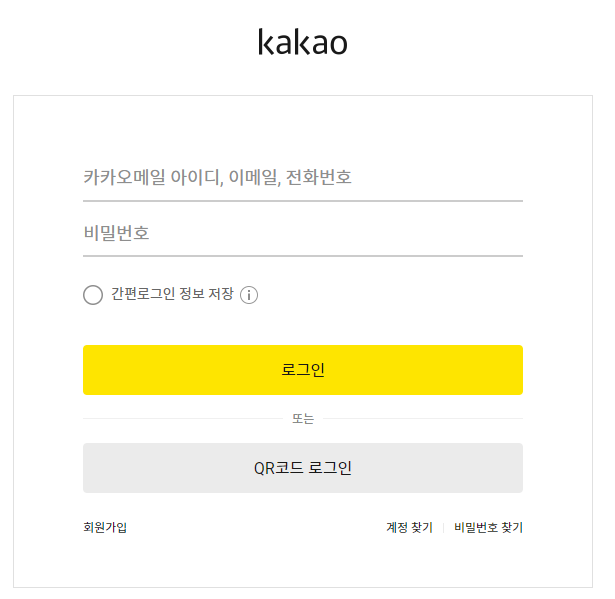 kakao
카카오메일 아이디, 이메일, 전화번호
비밀번호
간편로그인 정보 저장
로그인
또는
QR코드 로그인
회원가입
계정 찾기
비밀번호 찾기